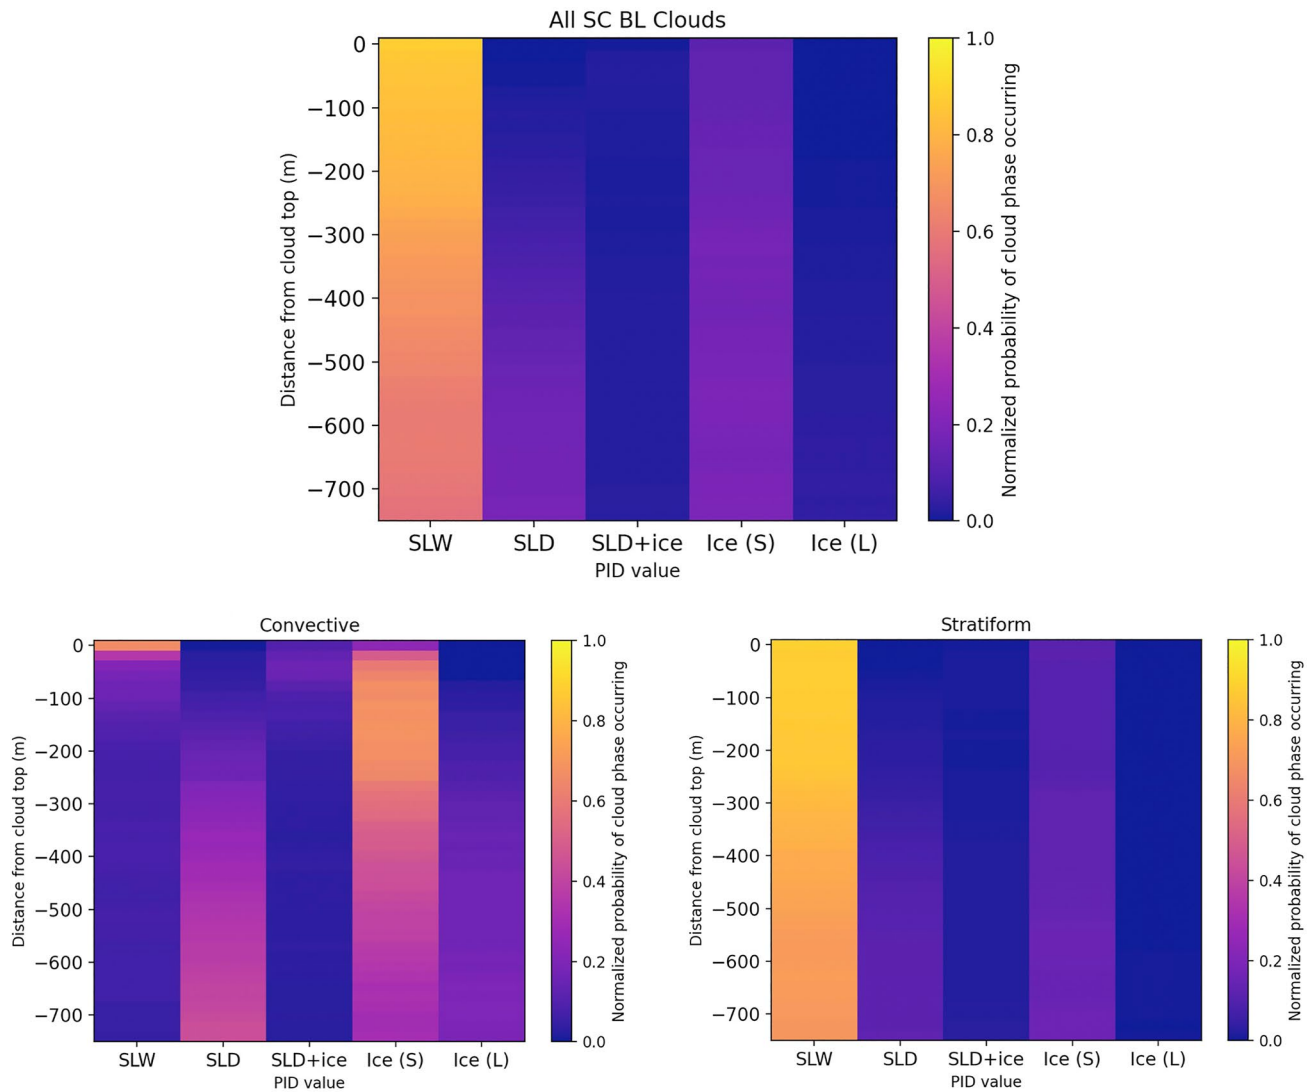 All SC BL Clouds
0
−100
−200
−300
−400
−500
−600
−700
Distance from cloud top (m)
SLW SLD SLD+ice Ice (S) Ice (L)
PID value
1.0
0.8
0.6
0.4
0.2
0.0
Normalized probability of cloud phase occurring
Convective
0
−100
−200
−300
−400
−500
−600
−700
Distance from cloud top (m)
SLW SLD SLD+ice Ice (S) Ice (L)
PID value
1.0
0.8
0.6
0.4
0.2
0.0
Normalized probability of cloud phase occurring
Stratiform
0
−100
−200
−300
−400
−500
−600
−700
Distance from cloud top (m)
SLW SLD SLD+ice Ice (S) Ice (L)
PID value
1.0
0.8
0.6
0.4
0.2
0.0
Normalized probability of cloud phase occurring